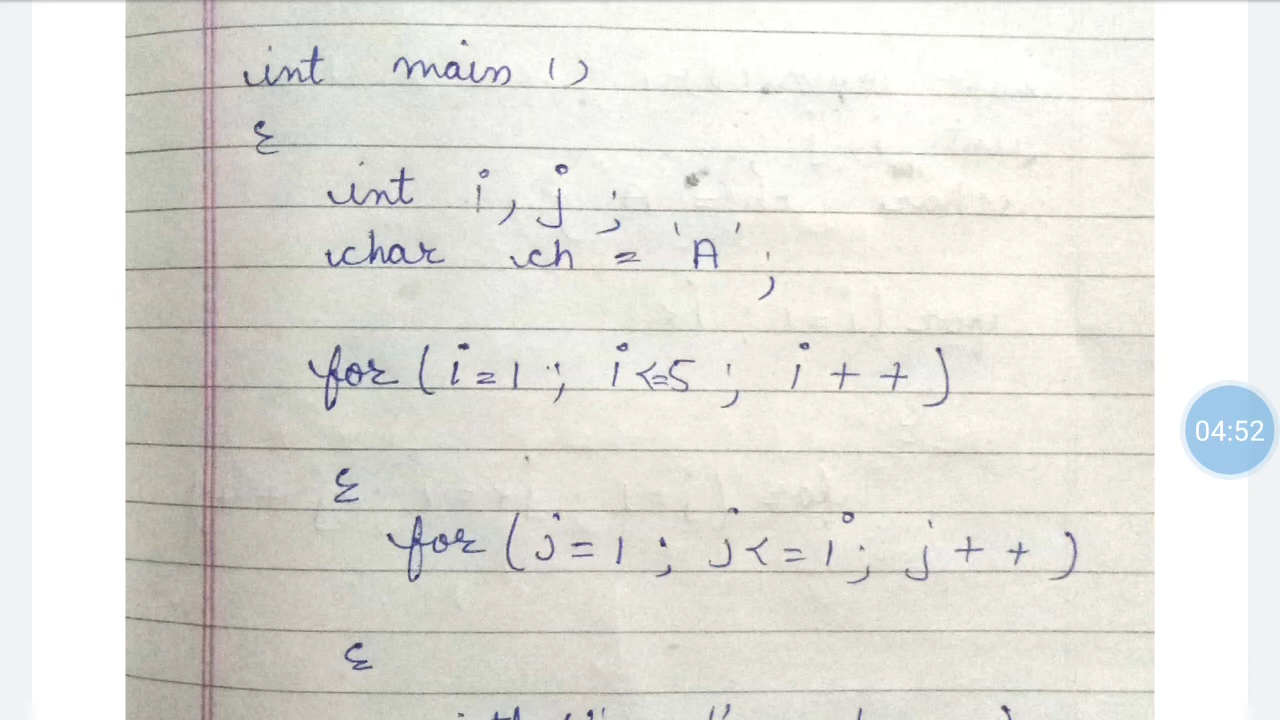 int main ()
{
int i, j ;
char ch = 'A' ;
for ( i = 1 ; i <= 5 ; i + + )
{
for ( j = 1 ; j < = i ; j + + )
{
04:52